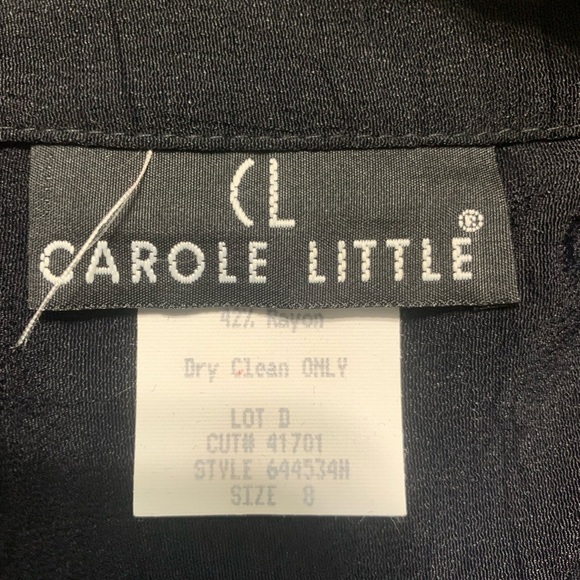 CL
CAROLE LITTLE®
42% Rayon
Dry Clean ONLY
LOT D
CUT# 41701
STYLE 644534H
SIZE 8